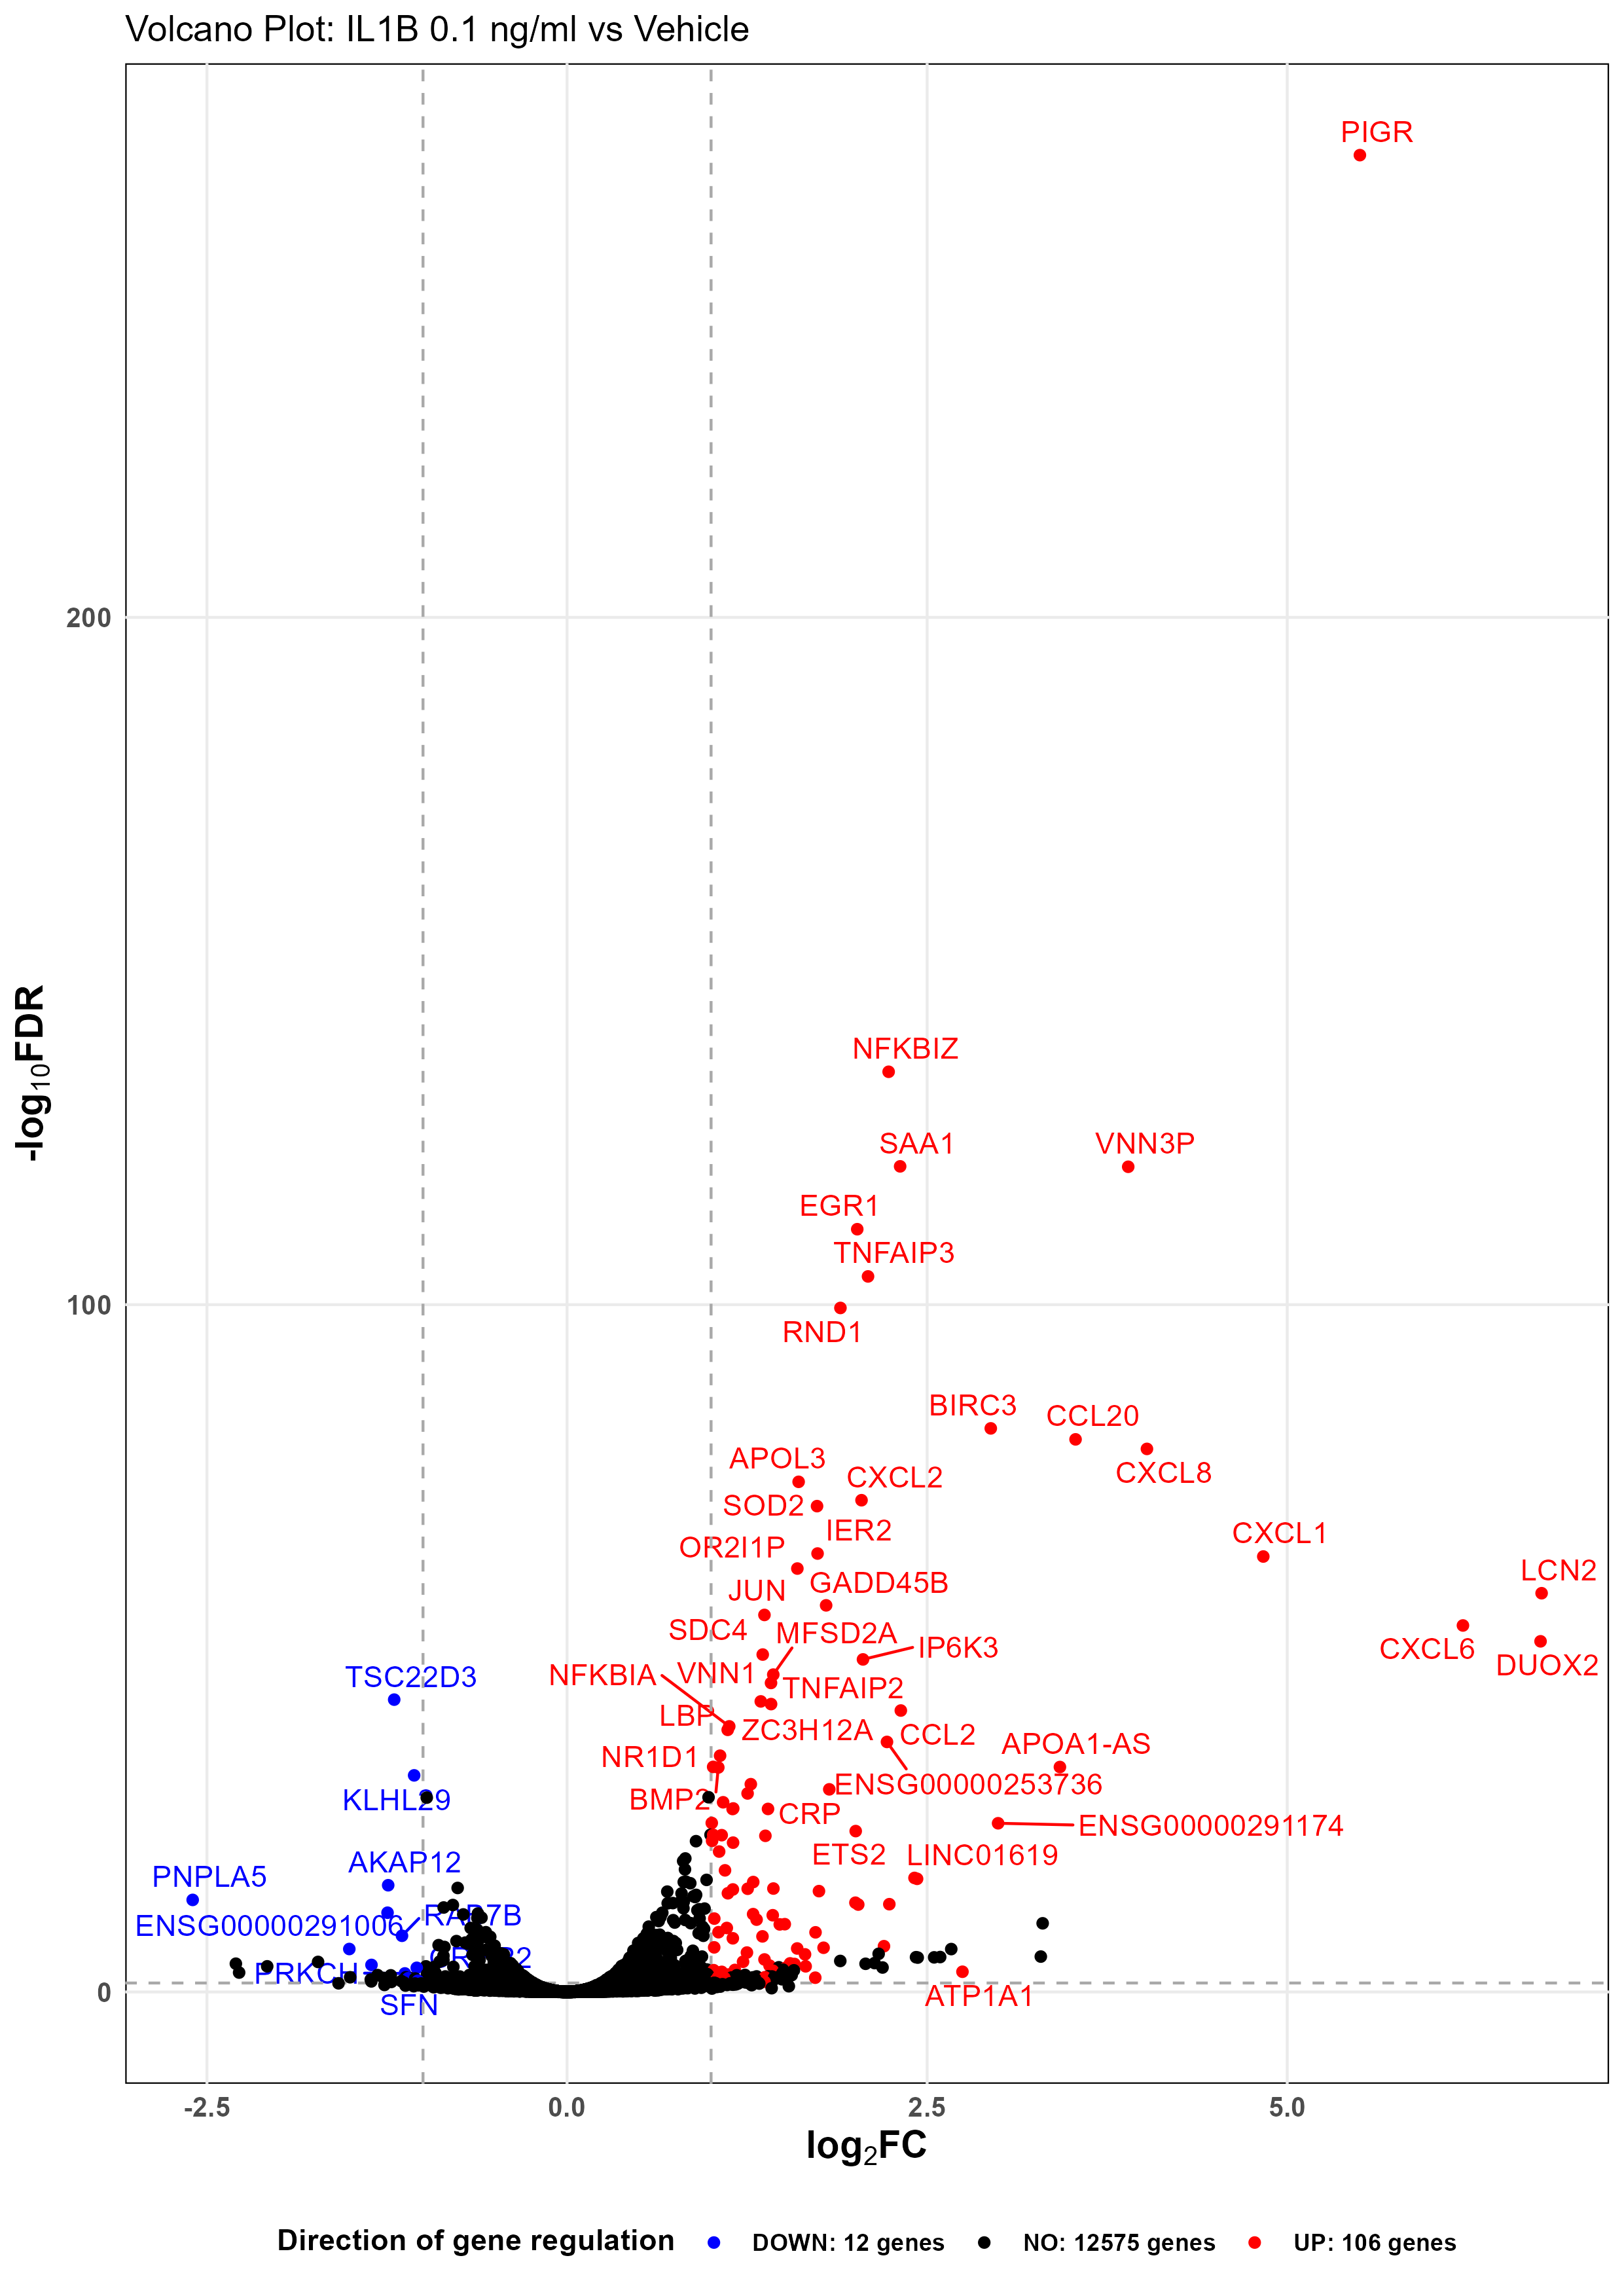 Volcano Plot: IL1B 0.1 ng/ml vs Vehicle
PIGR
200
NFKBIZ
SAA1
VNN3P
EGR1
TNFAIP3
100
RND1
BIRC3
CCL20
CXCL8
APOL3
CXCL2
SOD2
IER2
CXCL1
OR2I1P
LCN2
JUN
GADD45B
SDC4
MFSD2A
IP6K3
CXCL6
DUOX2
NFKBIA
VNN1
TNFAIP2
TSC22D3
LBP
ZC3H12A
CCL2
APOA1-AS
NR1D1
ENSG00000253736
KLHL29
BMP2
CRP
ENSG00000291174
ETS2
LINC01619
AKAP12
PNPLA5
ENSG00000291006
RAB7B
PRKCH
SFN
ATP1A1
0
-log10FDR
-2.5
0.0
2.5
5.0
log2FC
Direction of gene regulation
DOWN: 12 genes
NO: 12575 genes
UP: 106 genes